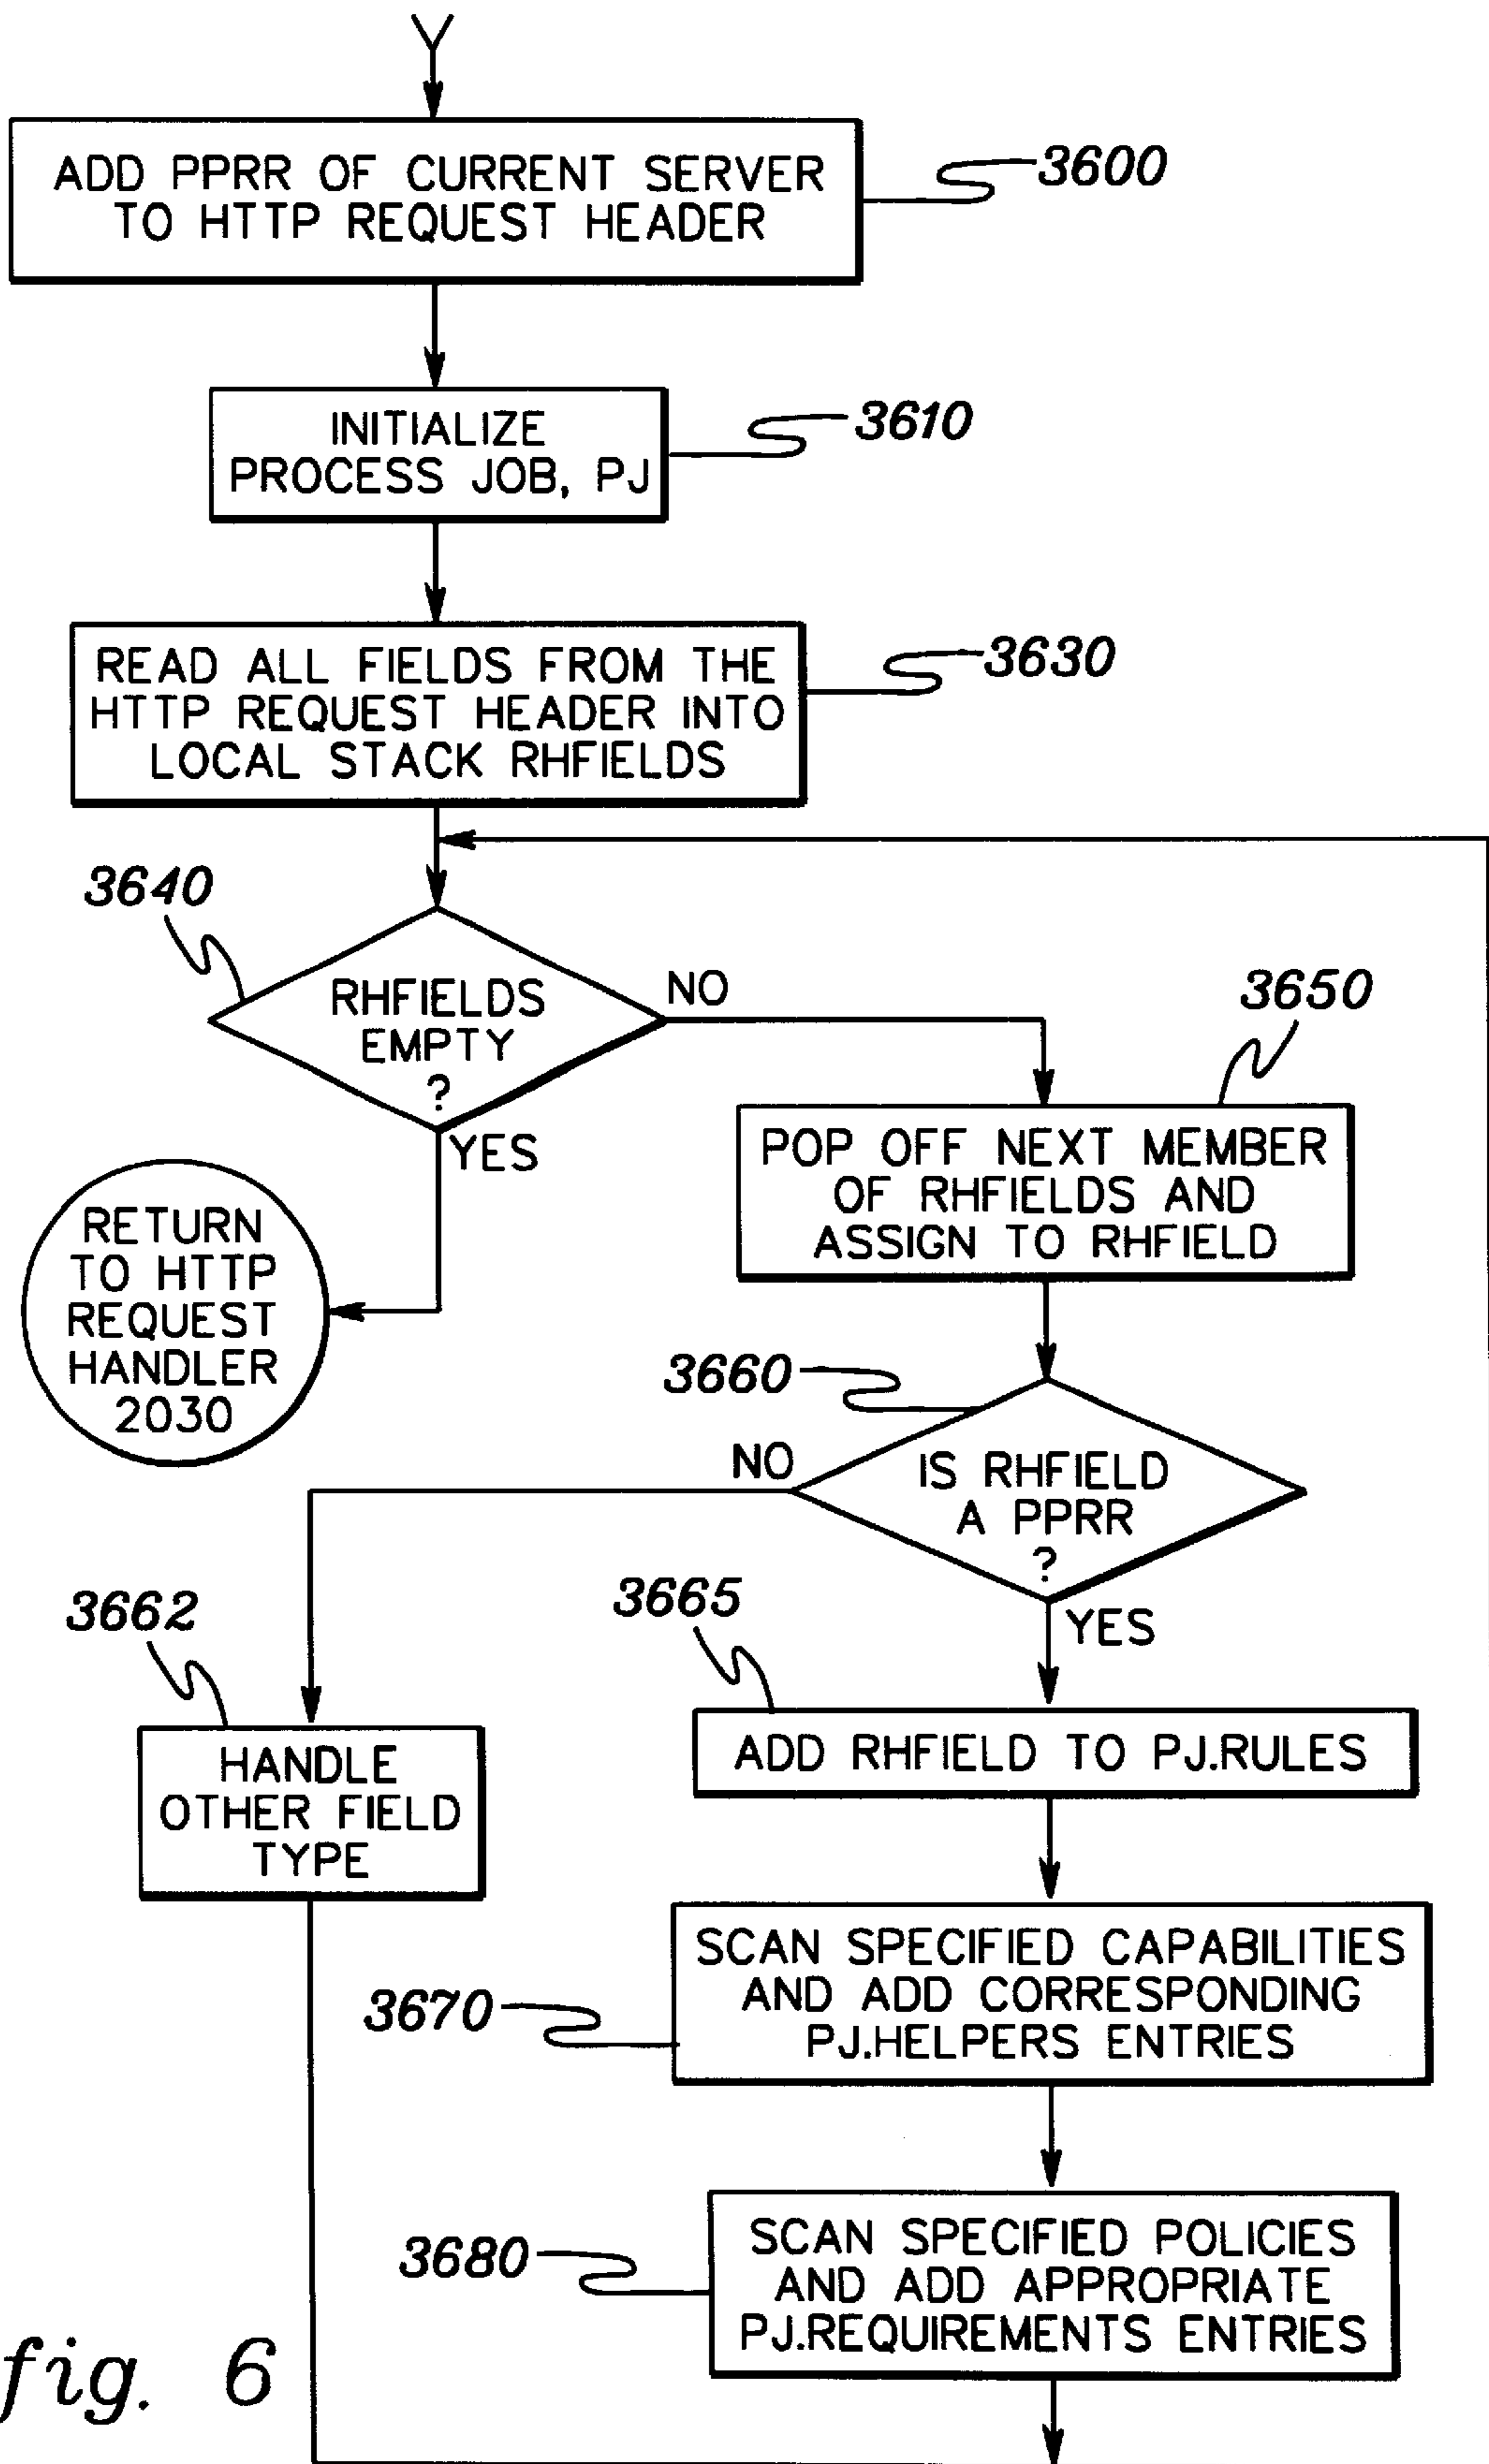 ADD PPRR OF CURRENT SERVER
TO HTTP REQUEST HEADER
3600
INITIALIZE
PROCESS JOB, PJ
3610
READ ALL FIELDS FROM THE
HTTP REQUEST HEADER INTO
LOCAL STACK RHFIELDS
3630
3640
RHFIELDS
EMPTY
?
NO
YES
3650
POP OFF NEXT MEMBER
OF RHFIELDS AND
ASSIGN TO RHFIELD
RETURN
TO HTTP
REQUEST
HANDLER
2030
3660
IS RHFIELD
A PPRR
?
NO
YES
3662
HANDLE
OTHER FIELD
TYPE
3665
ADD RHFIELD TO PJ.RULES
3670
SCAN SPECIFIED CAPABILITIES
AND ADD CORRESPONDING
PJ.HELPERS ENTRIES
3680
SCAN SPECIFIED POLICIES
AND ADD APPROPRIATE
PJ.REQUIREMENTS ENTRIES
fig. 6